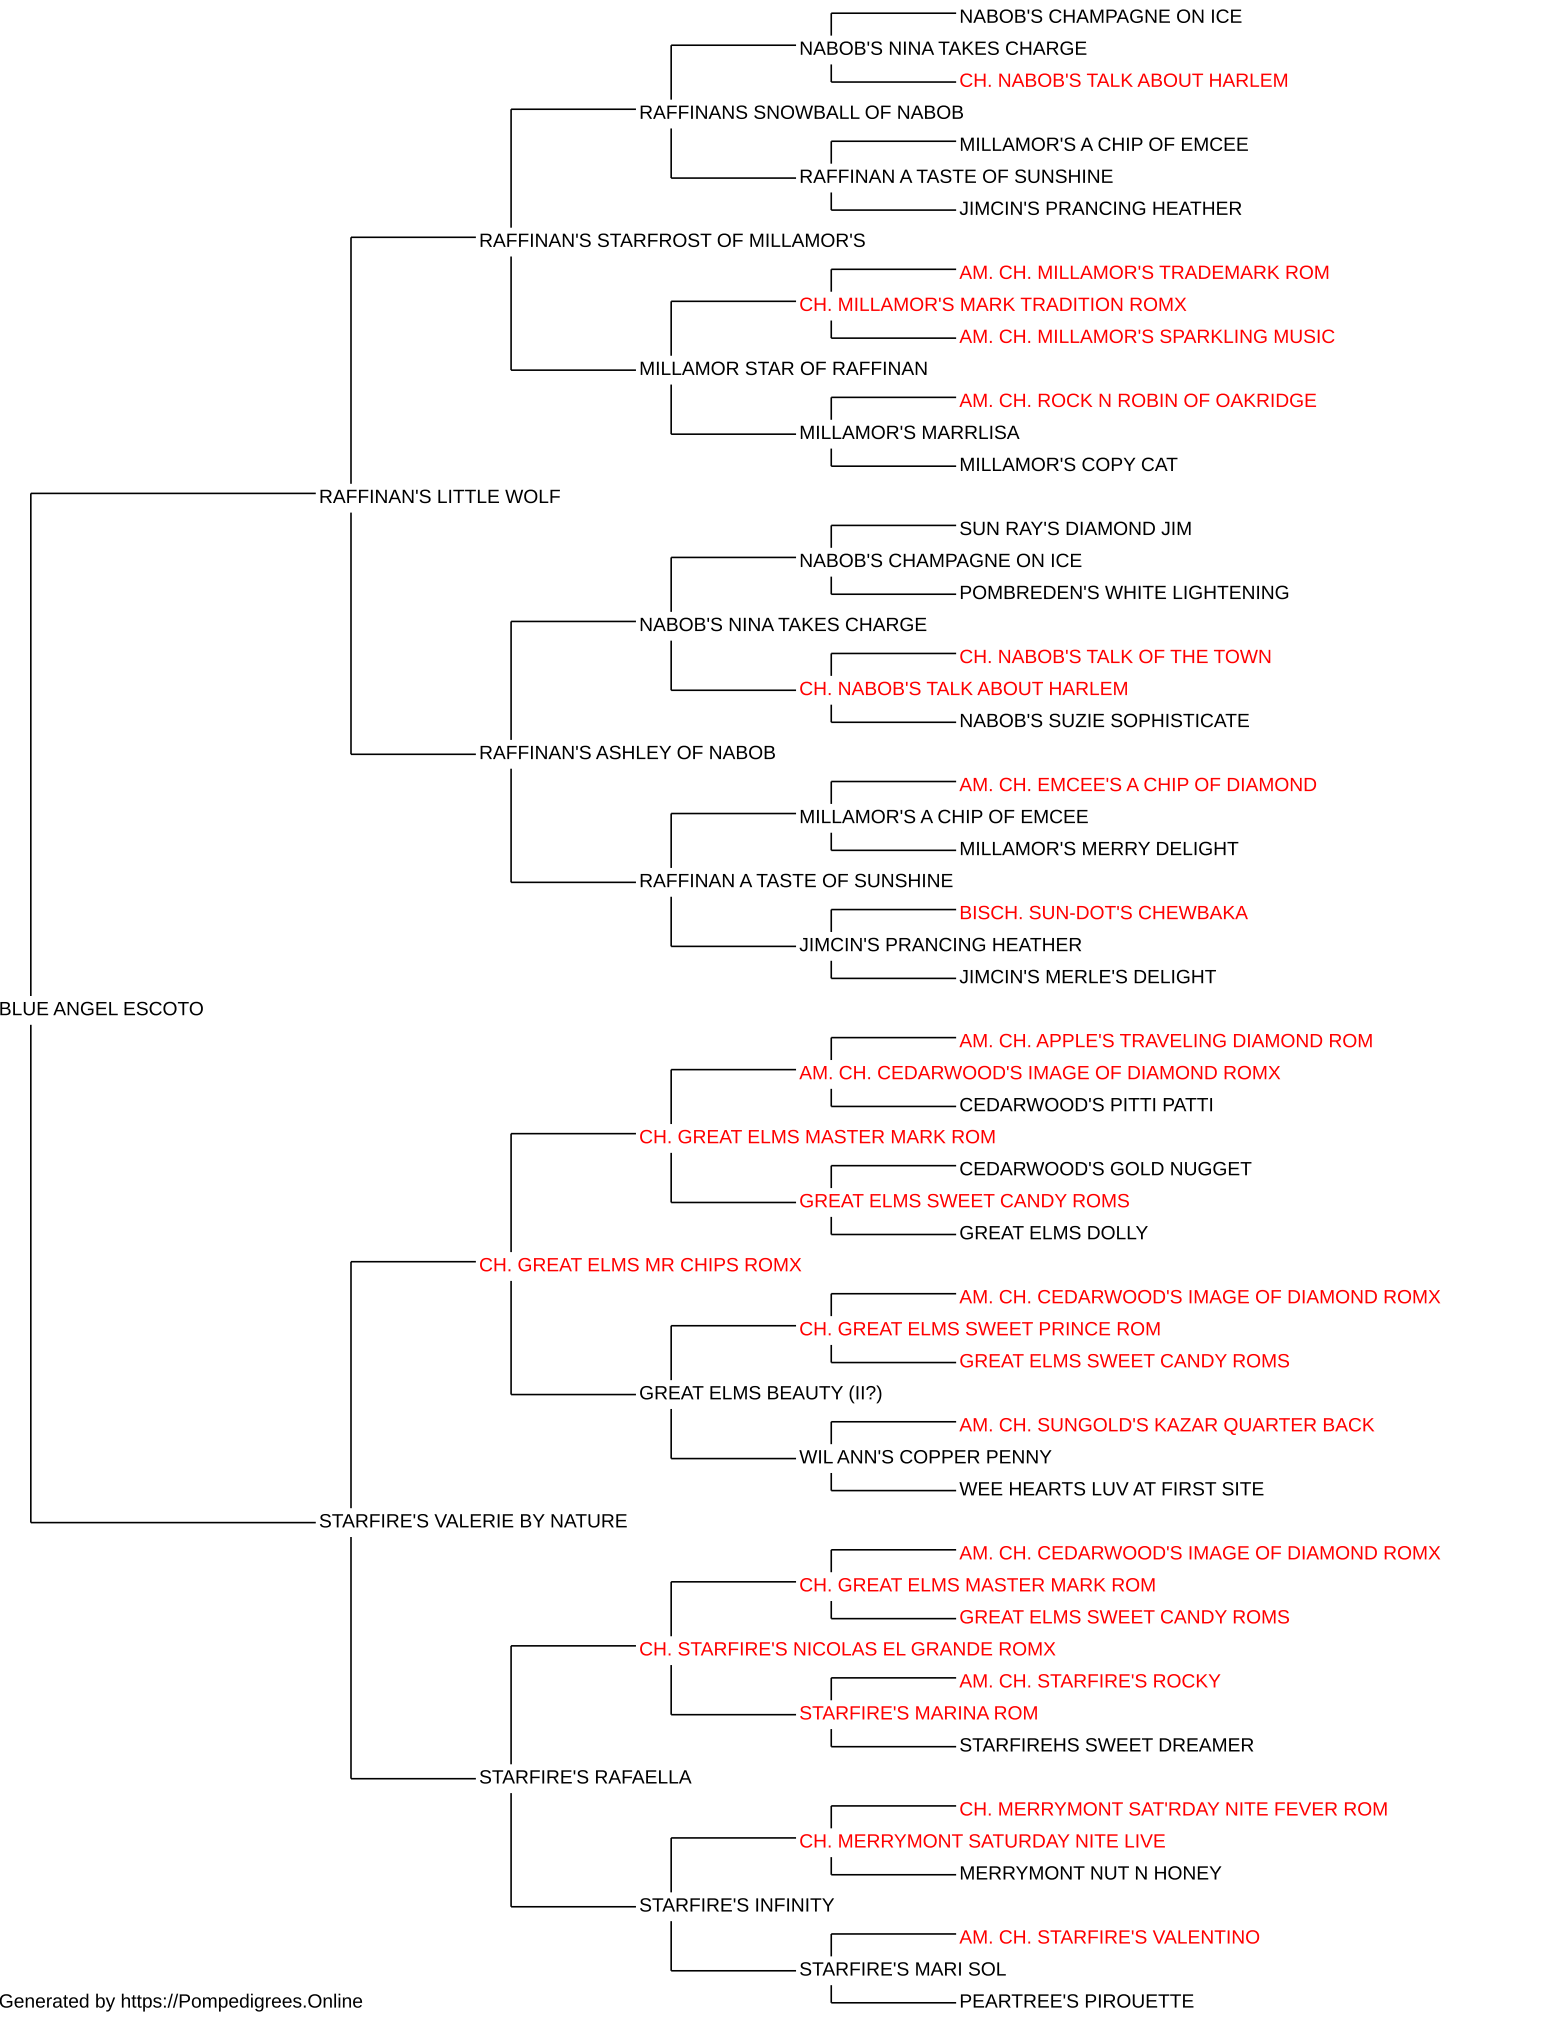 NABOB'S CHAMPAGNE ON ICE
NABOB'S NINA TAKES CHARGE
CH. NABOB'S TALK ABOUT HARLEM
RAFFINANS SNOWBALL OF NABOB
MILLAMOR'S A CHIP OF EMCEE
RAFFINAN A TASTE OF SUNSHINE
JIMCIN'S PRANCING HEATHER
RAFFINAN'S STARFROST OF MILLAMOR'S
AM. CH. MILLAMOR'S TRADEMARK ROM
CH. MILLAMOR'S MARK TRADITION ROMX
AM. CH. MILLAMOR'S SPARKLING MUSIC
MILLAMOR STAR OF RAFFINAN
AM. CH. ROCK N ROBIN OF OAKRIDGE
MILLAMOR'S MARRLISA
MILLAMOR'S COPY CAT
RAFFINAN'S LITTLE WOLF
SUN RAY'S DIAMOND JIM
NABOB'S CHAMPAGNE ON ICE
POMBREDEN'S WHITE LIGHTENING
NABOB'S NINA TAKES CHARGE
CH. NABOB'S TALK OF THE TOWN
CH. NABOB'S TALK ABOUT HARLEM
NABOB'S SUZIE SOPHISTICATE
RAFFINAN'S ASHLEY OF NABOB
AM. CH. EMCEE'S A CHIP OF DIAMOND
MILLAMOR'S A CHIP OF EMCEE
MILLAMOR'S MERRY DELIGHT
RAFFINAN A TASTE OF SUNSHINE
BISCH. SUN-DOT'S CHEWBAKA
JIMCIN'S PRANCING HEATHER
JIMCIN'S MERLE'S DELIGHT
BLUE ANGEL ESCOTO
AM. CH. APPLE'S TRAVELING DIAMOND ROM
AM. CH. CEDARWOOD'S IMAGE OF DIAMOND ROMX
CEDARWOOD'S PITTI PATTI
CH. GREAT ELMS MASTER MARK ROM
CEDARWOOD'S GOLD NUGGET
GREAT ELMS SWEET CANDY ROMS
GREAT ELMS DOLLY
CH. GREAT ELMS MR CHIPS ROMX
AM. CH. CEDARWOOD'S IMAGE OF DIAMOND ROMX
CH. GREAT ELMS SWEET PRINCE ROM
GREAT ELMS SWEET CANDY ROMS
GREAT ELMS BEAUTY (II?)
AM. CH. SUNGOLD'S KAZAR QUARTER BACK
WIL ANN'S COPPER PENNY
WEE HEARTS LUV AT FIRST SITE
STARFIRE'S VALERIE BY NATURE
AM. CH. CEDARWOOD'S IMAGE OF DIAMOND ROMX
CH. GREAT ELMS MASTER MARK ROM
GREAT ELMS SWEET CANDY ROMS
CH. STARFIRE'S NICOLAS EL GRANDE ROMX
AM. CH. STARFIRE'S ROCKY
STARFIRE'S MARINA ROM
STARFIREHS SWEET DREAMER
STARFIRE'S RAFAELLA
CH. MERRYMONT SAT'RDAY NITE FEVER ROM
CH. MERRYMONT SATURDAY NITE LIVE
MERRYMONT NUT N HONEY
STARFIRE'S INFINITY
AM. CH. STARFIRE'S VALENTINO
STARFIRE'S MARI SOL
PEARTREE'S PIROUETTE
Generated by https://Pompedigrees.Online